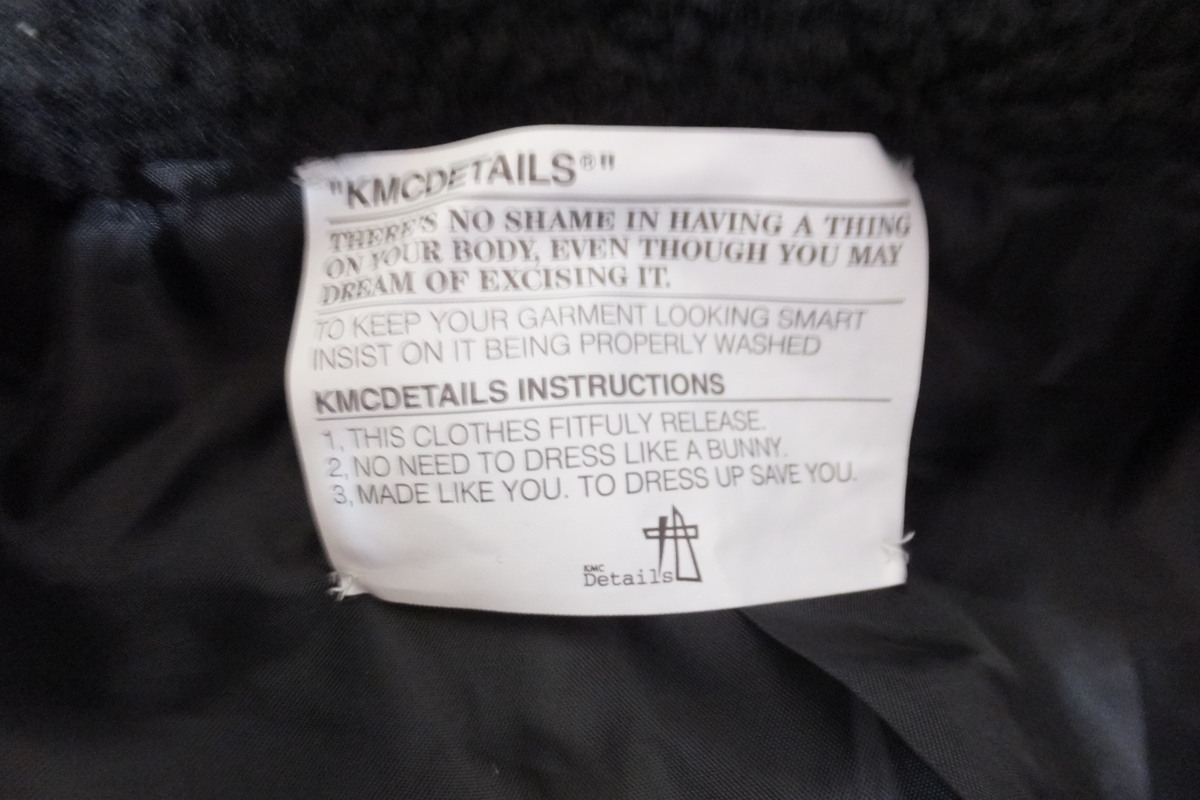 "KMCDETAILS®"
THERE'S NO SHAME IN HAVING A THING
ON YOUR BODY, EVEN THOUGH YOU MAY
DREAM OF EXCISING IT.
TO KEEP YOUR GARMENT LOOKING SMART
INSIST ON IT BEING PROPERLY WASHED
KMCDETAILS INSTRUCTIONS
1, THIS CLOTHES FITFULY RELEASE.
2, NO NEED TO DRESS LIKE A BUNNY.
3, MADE LIKE YOU. TO DRESS UP SAVE YOU.
KMC
Details